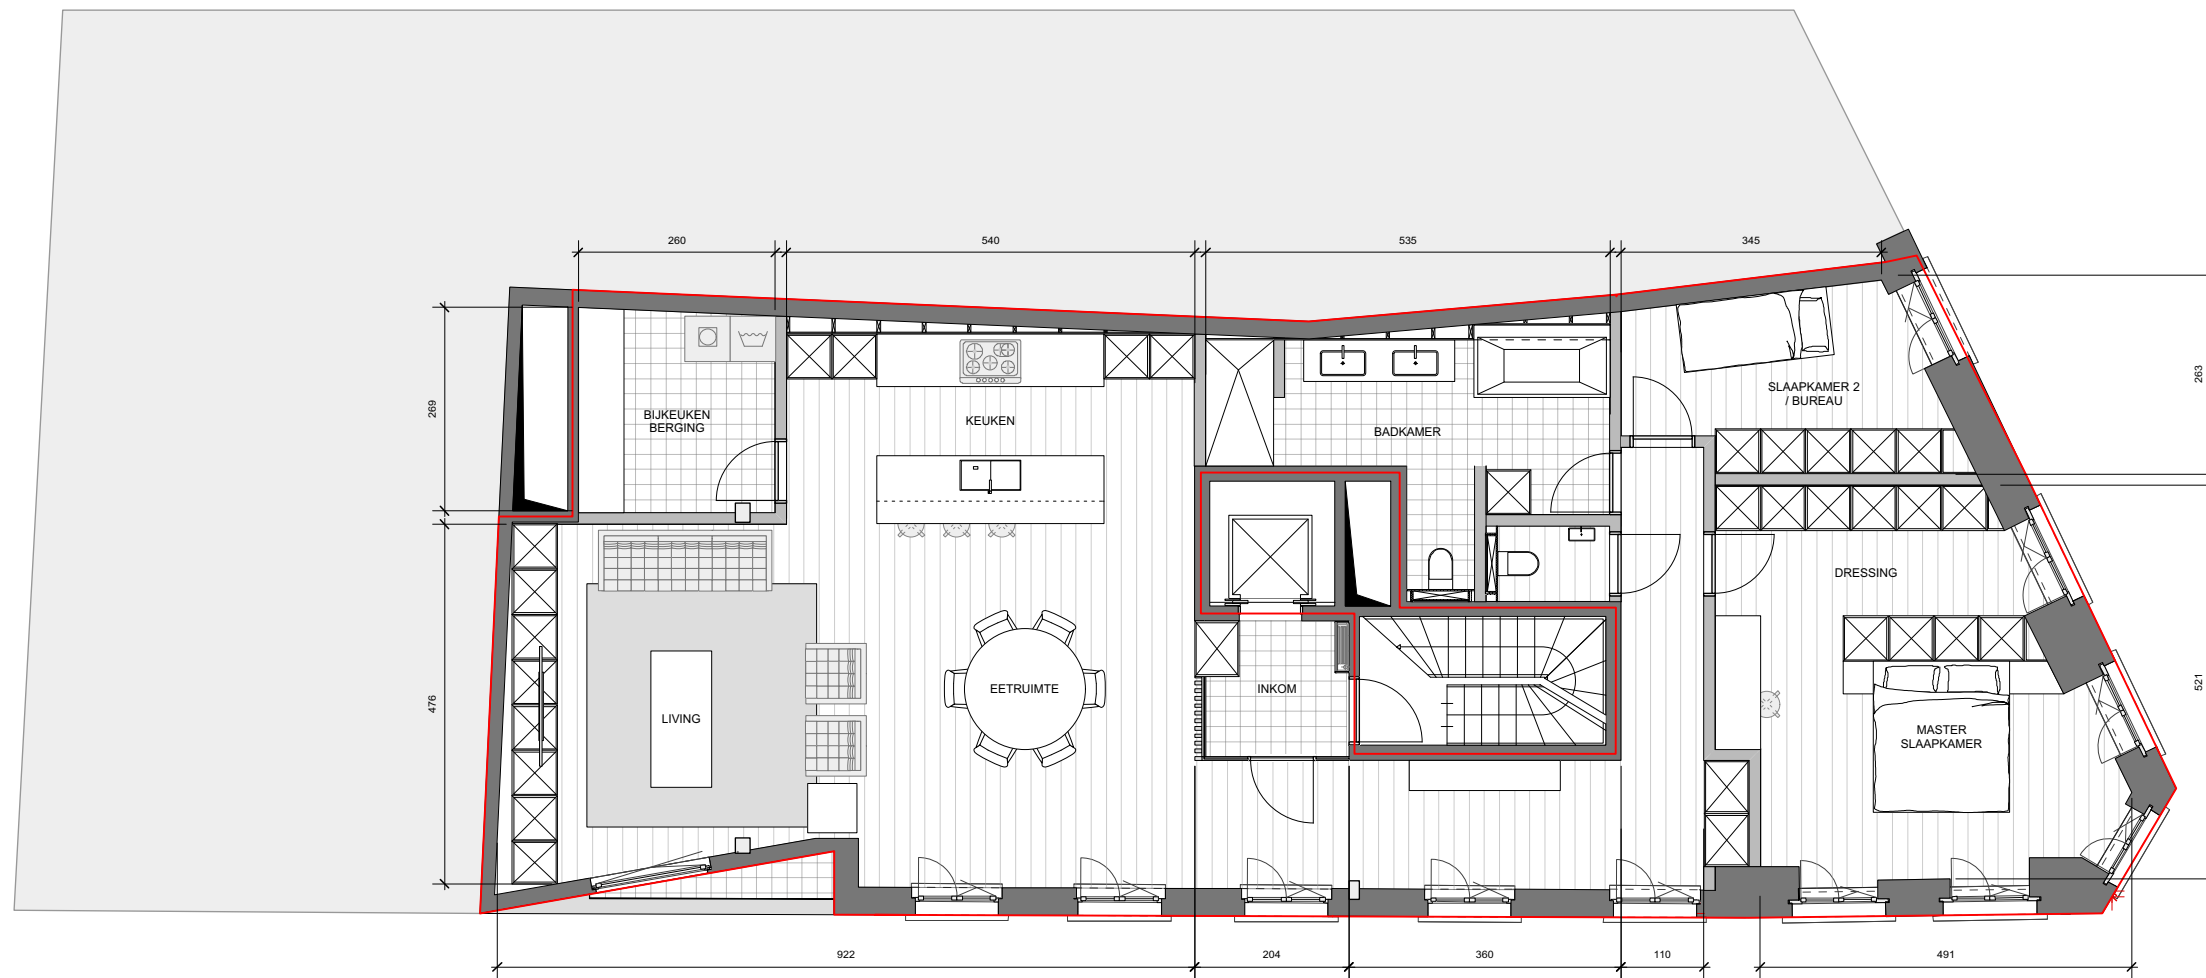 260
540
535
345
263
269
BIJKEUKEN
BERGING
KEUKEN
BADKAMER
SLAAPKAMER 2
/ BUREAU
DRESSING
476
LIVING
EETRUIMTE
INKOM
MASTER
SLAAPKAMER
521
922
204
360
110
491